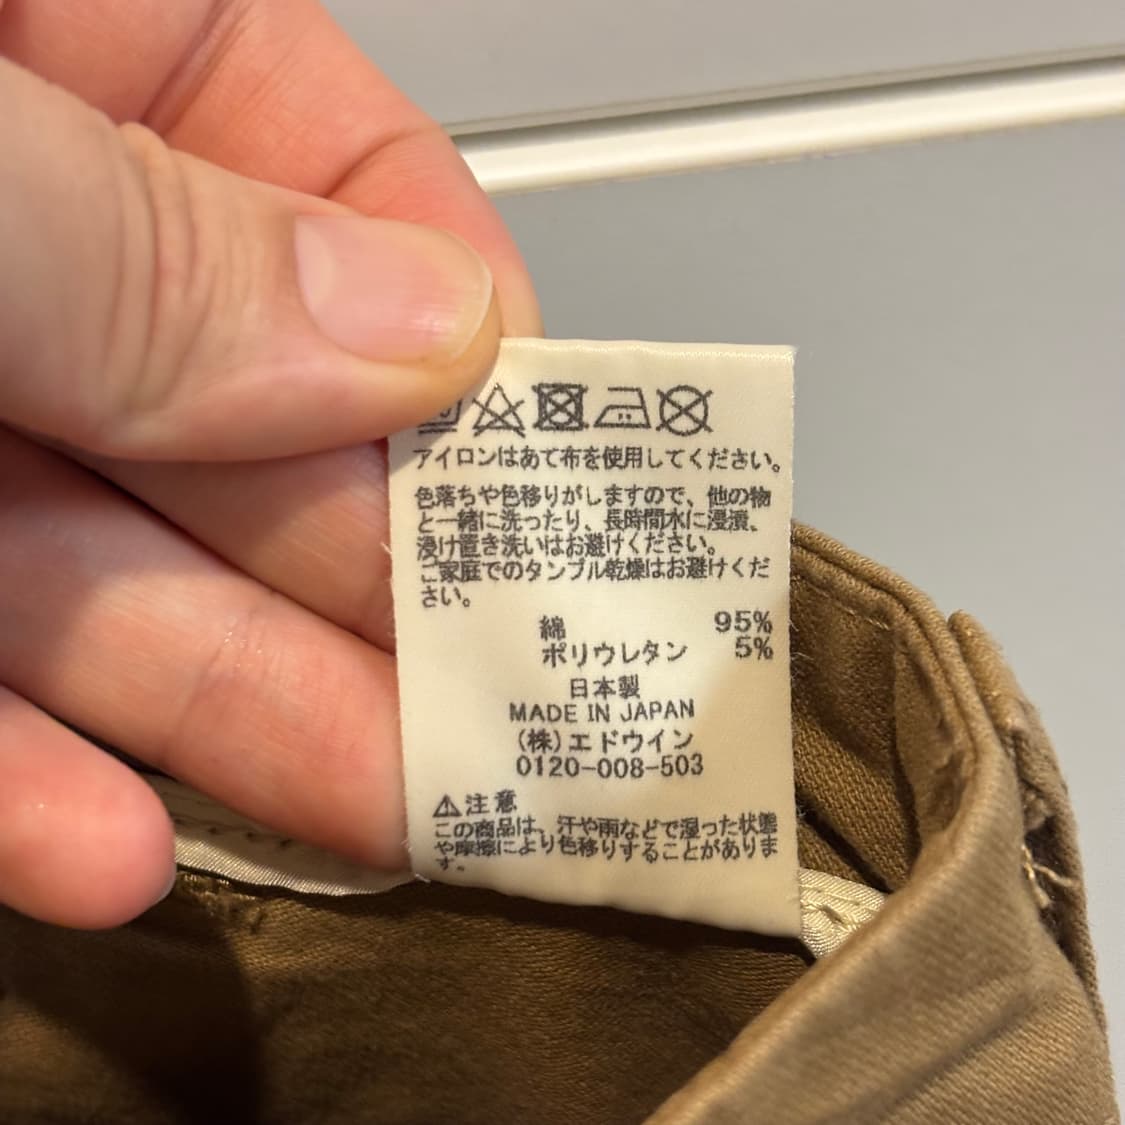 アイロンはあて布を使用してください。
色落ちや色移りがしますので、他の物
と一緒に洗ったり、長時間水に浸漬、
浸け置き洗いはお避けください。
ご家庭でのタンブル乾燥はお避けくだ
さい。
綿 95%
ポリウレタン 5%
日本製
MADE IN JAPAN
(株)エドウイン
0120-008-503
注意
この商品は、汗や雨などで湿った状態
や摩擦により色移りすることがありま
す。